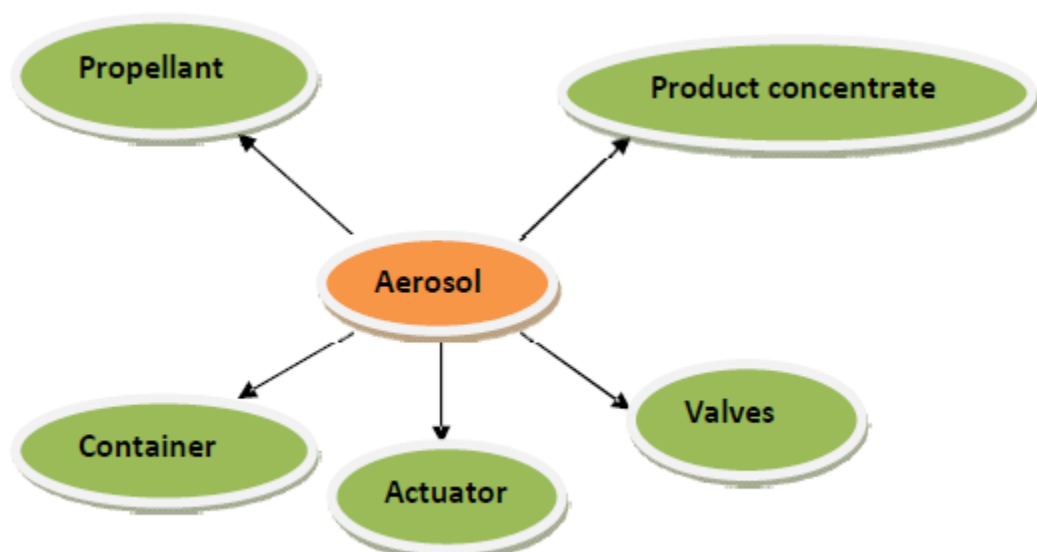 Propellant
Product concentrate
Aerosol
Container
Actuator
Valves